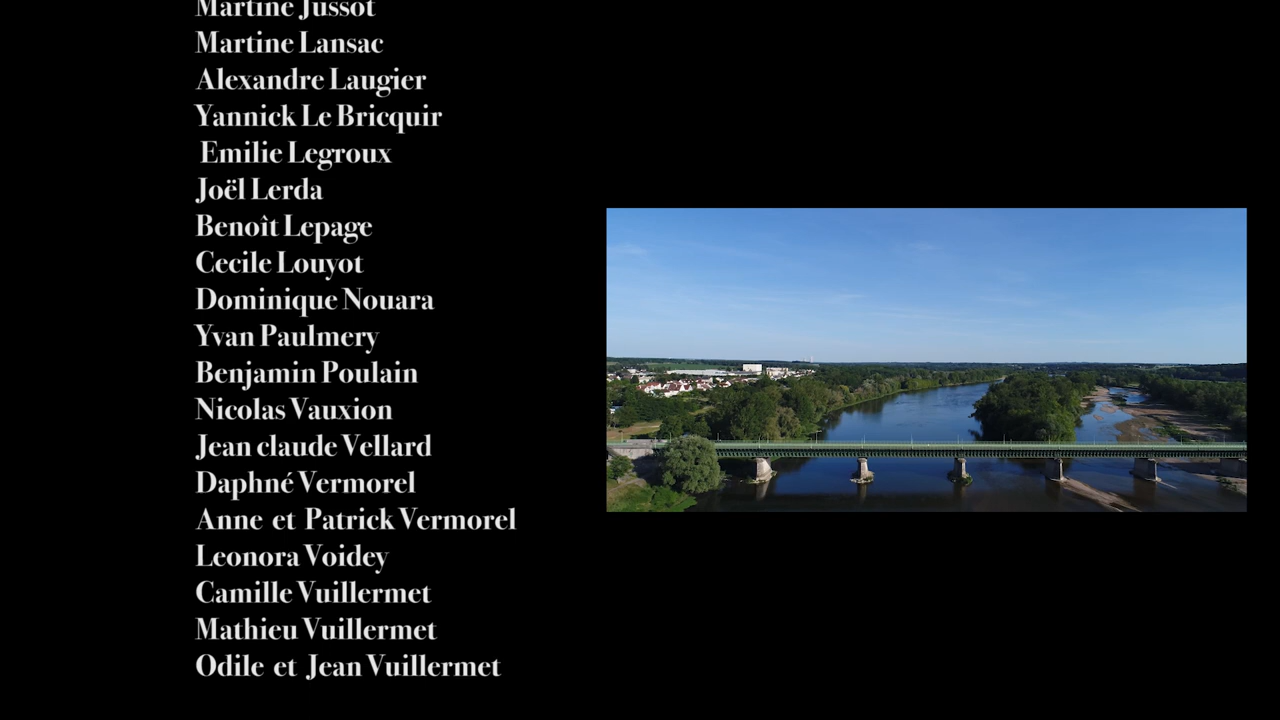 Martine Jussot
Martine Lansac
Alexandre Laugier
Yannick Le Bricquir
Emilie Legroux
Joël Lerda
Benoît Lepage
Cecile Louyot
Dominique Nouara
Yvan Paulmery
Benjamin Poulain
Nicolas Vauxion
Jean claude Vellard
Daphné Vermorel
Anne et Patrick Vermorel
Leonora Voidey
Camille Vuillermet
Mathieu Vuillermet
Odile et Jean Vuillermet